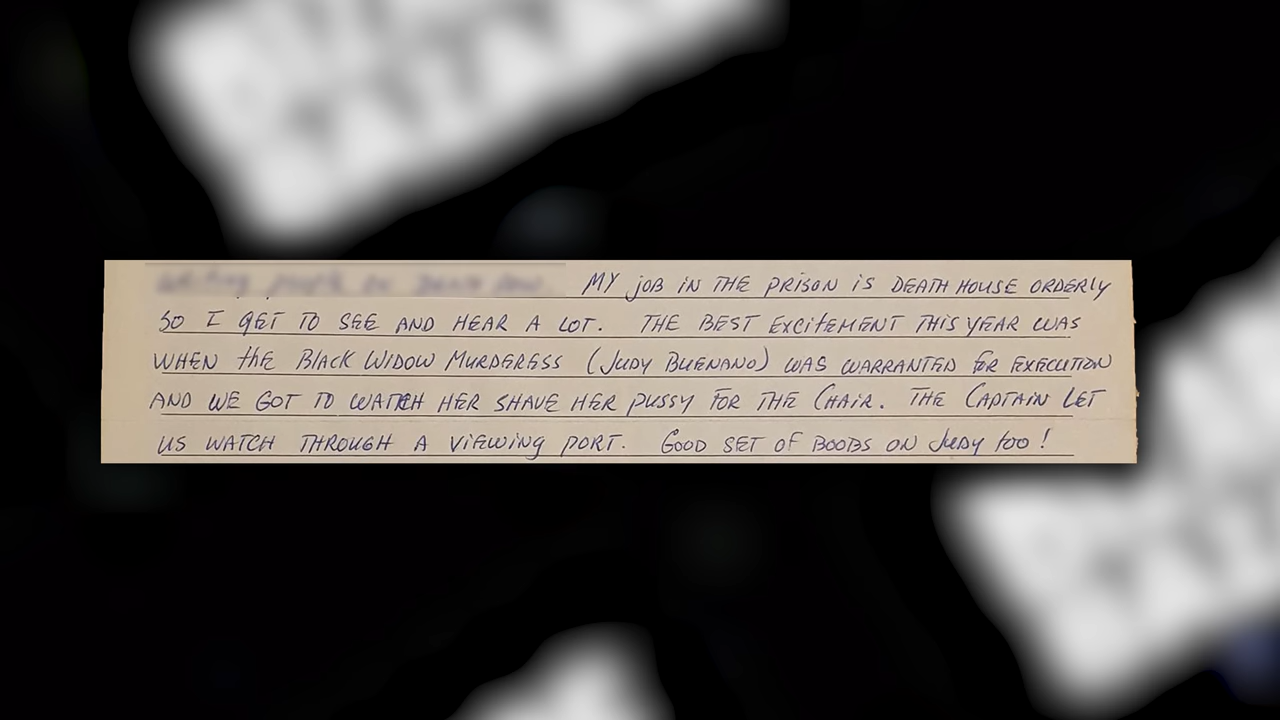 MY JOB IN THE PRISON IS DEATH HOUSE ORDERLY
SO I GET TO SEE AND HEAR A LOT. THE BEST EXCITEMENT THIS YEAR WAS
WHEN THE BLACK WIDOW MURDERESS (JUDY BUENANO) WAS WARRANTED FOR EXECUTION
AND WE GOT TO WATCH HER SHAVE HER PUSSY FOR THE CHAIR. THE CAPTAIN LET
US WATCH THROUGH A VIEWING PORT. GOOD SET OF BOOBS ON JUDY TOO!